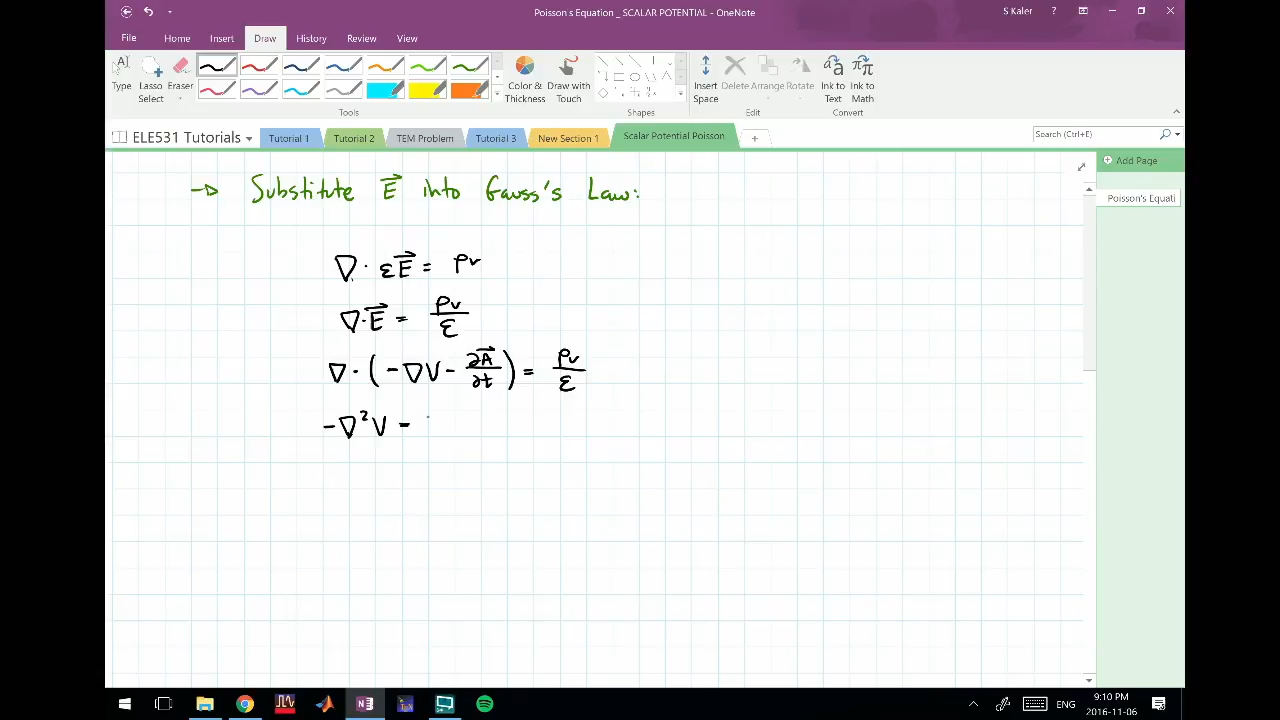 Poisson's Equation _ SCALAR POTENTIAL - OneNote
S Kaler
?
File Home Insert Draw History Review View
Type
Lasso Select
Eraser
Color & Thickness
Draw with Touch
Insert Space
Delete
Arrange
Rotate
Ink to Text
Ink to Math
Tools
Shapes
Edit
Convert
ELE531 Tutorials
Tutorial 1
Tutorial 2
TEM Problem
Tutorial 3
New Section 1
Scalar Potential Poisson
Search (Ctrl+E)
Add Page
Poisson's Equati
→ Substitute E⃗ into Gauss's Law:
∇ · εE⃗ = ρv
∇ · E⃗ = ρv/ε
∇ · (−∇V − ∂A⃗/∂t) = ρv/ε
−∇²V −
ENG
9:10 PM
2016-11-06